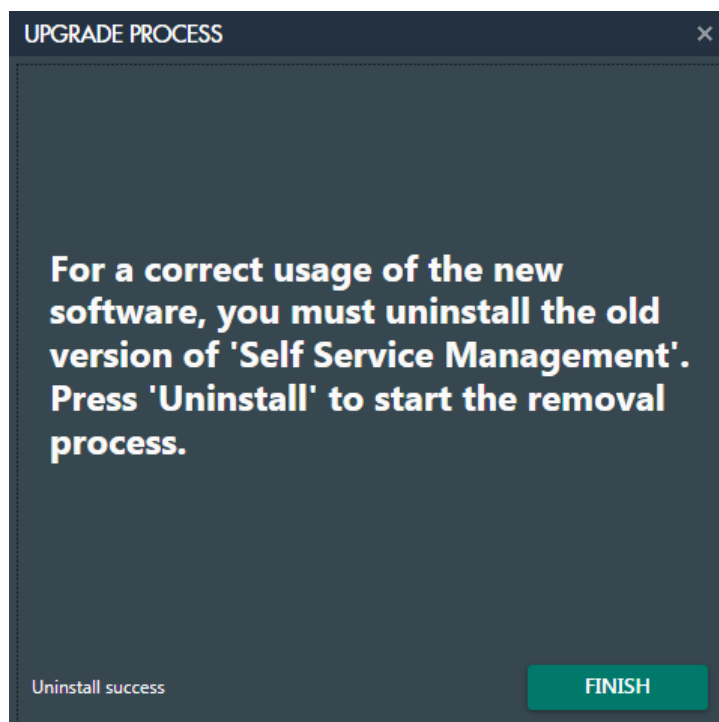 UPGRADE PROCESS
For a correct usage of the new
software, you must uninstall the old
version of 'Self Service Management'.
Press 'Uninstall' to start the removal
process.
Uninstall success
FINISH